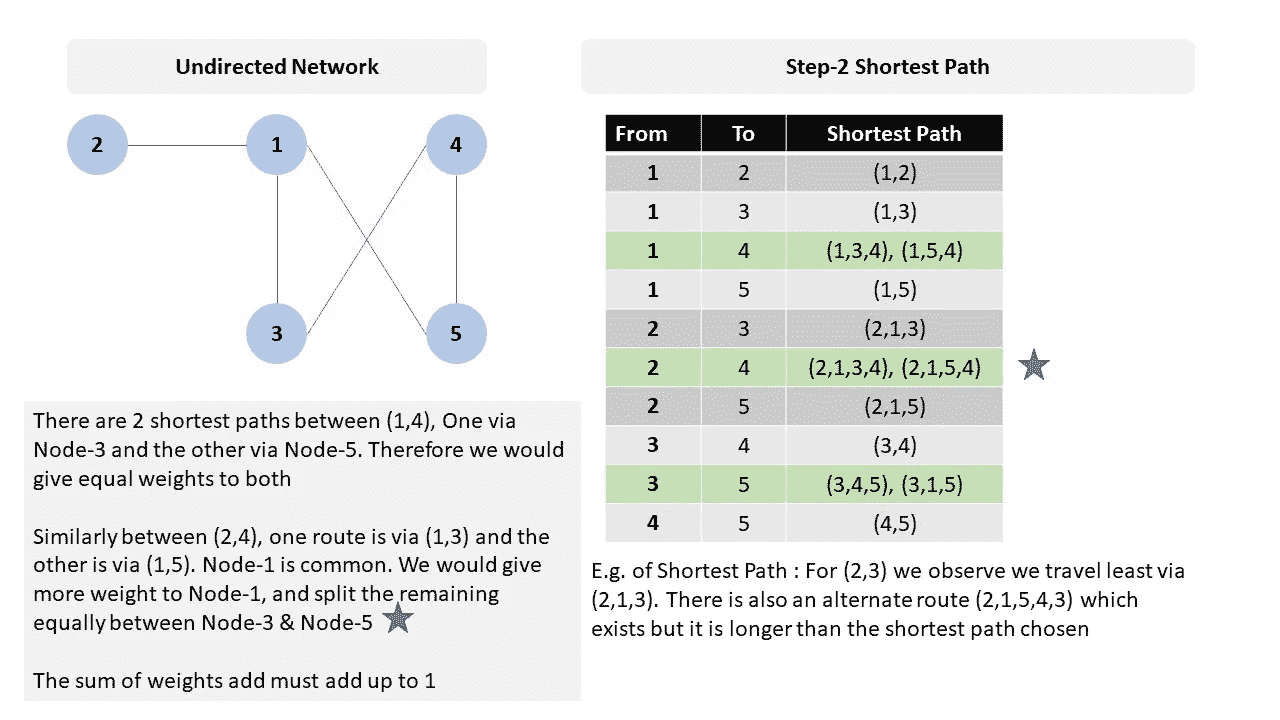 Undirected Network
2
1
4
3
5
There are 2 shortest paths between (1,4), One via
Node-3 and the other via Node-5. Therefore we would
give equal weights to both
Similarly between (2,4), one route is via (1,3) and the
other is via (1,5). Node-1 is common. We would give
more weight to Node-1, and split the remaining
equally between Node-3 & Node-5
The sum of weights add must add up to 1
Step-2 Shortest Path
From To Shortest Path
1 2 (1,2)
1 3 (1,3)
1 4 (1,3,4), (1,5,4)
1 5 (1,5)
2 3 (2,1,3)
2 4 (2,1,3,4), (2,1,5,4)
2 5 (2,1,5)
3 4 (3,4)
3 5 (3,4,5), (3,1,5)
4 5 (4,5)
E.g. of Shortest Path : For (2,3) we observe we travel least via
(2,1,3). There is also an alternate route (2,1,5,4,3) which
exists but it is longer than the shortest path chosen